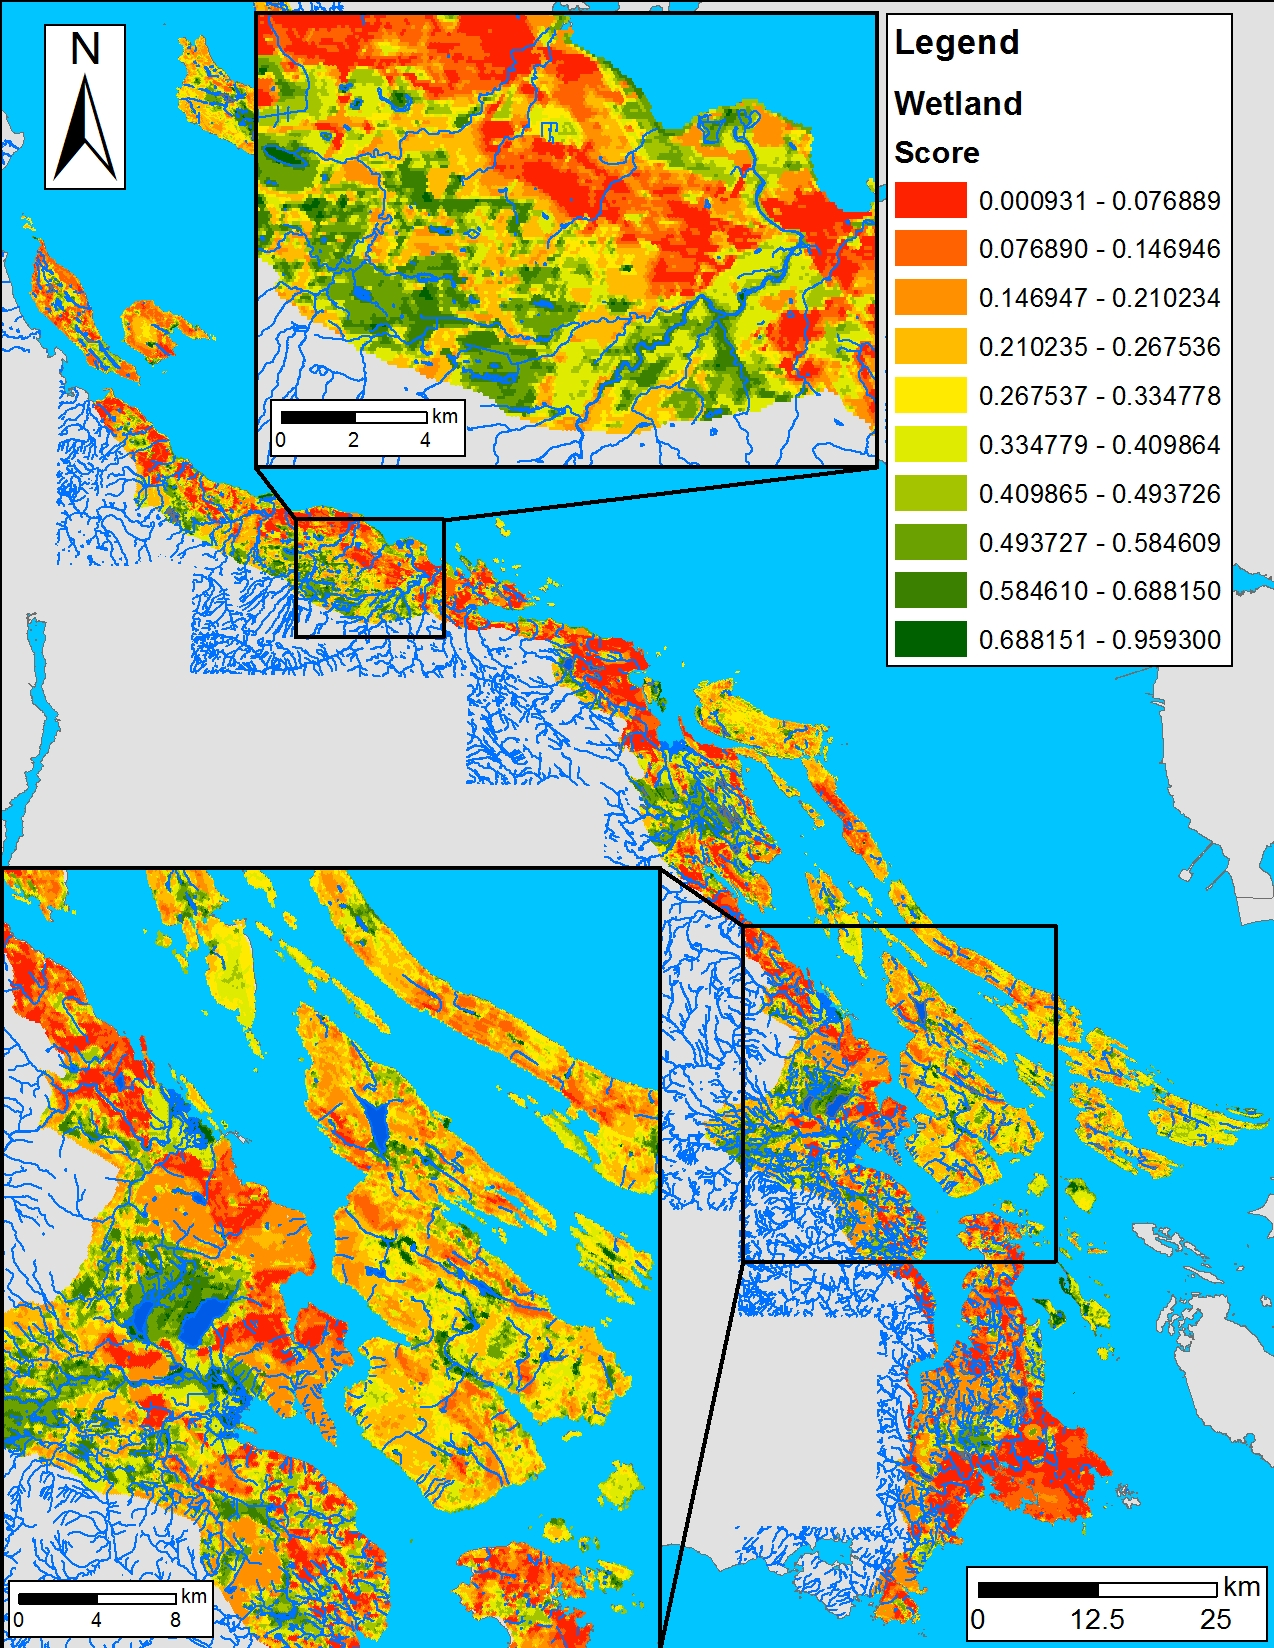 N
Legend
Wetland
Score
0.000931 - 0.076889
0.076890 - 0.146946
0.146947 - 0.210234
0.210235 - 0.267536
0.267537 - 0.334778
0.334779 - 0.409864
0.409865 - 0.493726
0.493727 - 0.584609
0.584610 - 0.688150
0.688151 - 0.959300
km
0 2 4
km
0 4 8
km
0 12.5 25